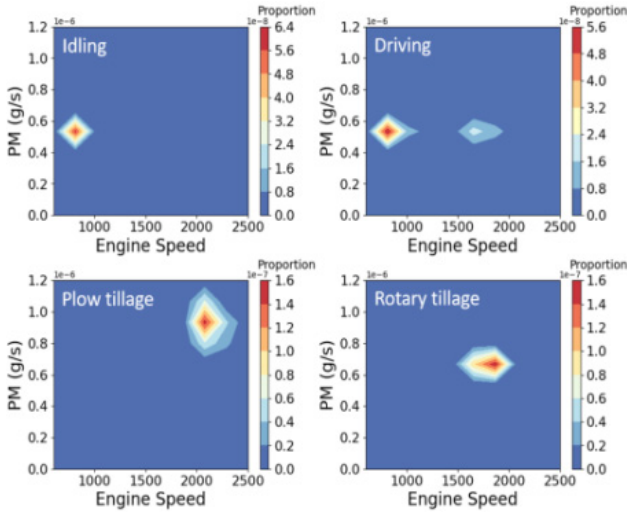 Proportion
1e-6
1e-8
Idling
PM (g/s)
1.2
1.0
0.8
0.6
0.4
0.2
0.0
1000 1500 2000 2500
Engine Speed
6.4
5.6
4.8
4.0
3.2
2.4
1.6
0.8
0.0
Proportion
1e-6
1e-8
Driving
PM (g/s)
1.2
1.0
0.8
0.6
0.4
0.2
0.0
1000 1500 2000 2500
Engine Speed
5.6
4.8
4.0
3.2
2.4
1.6
0.8
0.0
Proportion
1e-6
1e-7
Plow tillage
PM (g/s)
1.2
1.0
0.8
0.6
0.4
0.2
0.0
1000 1500 2000 2500
Engine Speed
1.6
1.4
1.2
1.0
0.8
0.6
0.4
0.2
0.0
Proportion
1e-6
1e-7
Rotary tillage
PM (g/s)
1.2
1.0
0.8
0.6
0.4
0.2
0.0
1000 1500 2000 2500
Engine Speed
1.6
1.4
1.2
1.0
0.8
0.6
0.4
0.2
0.0